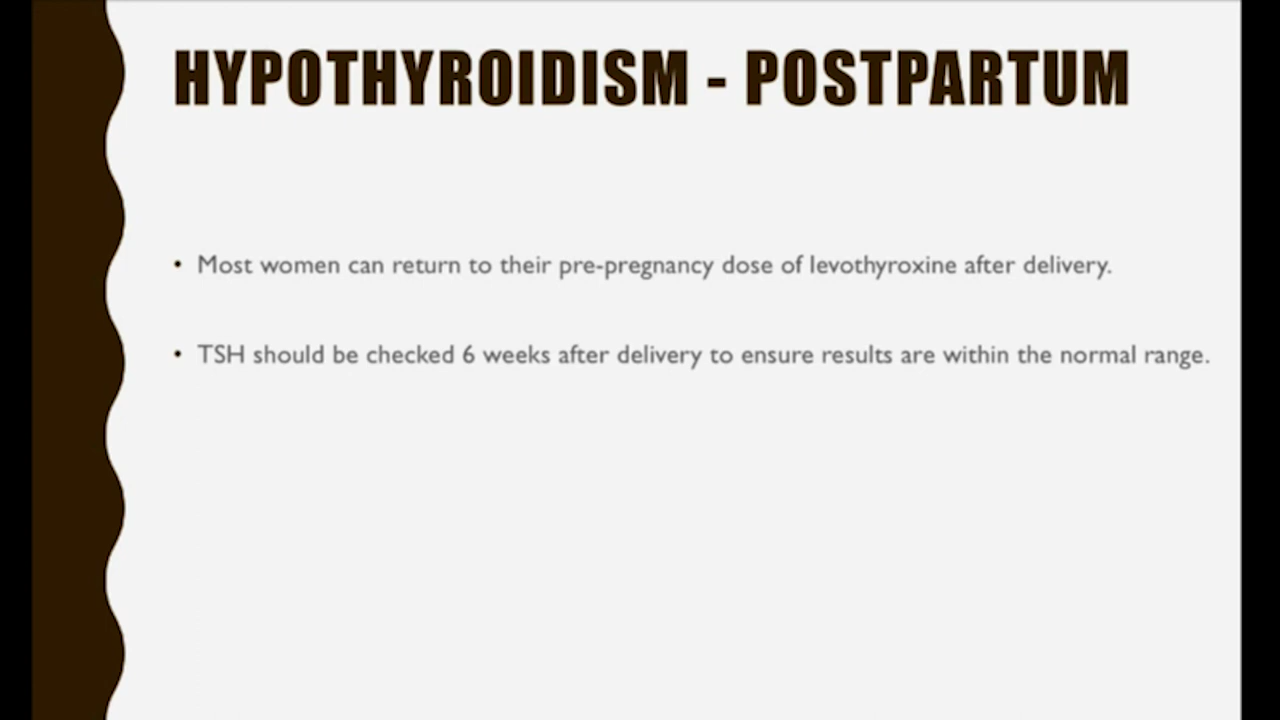 HYPOTHYROIDISM - POSTPARTUM
• Most women can return to their pre-pregnancy dose of levothyroxine after delivery.
• TSH should be checked 6 weeks after delivery to ensure results are within the normal range.